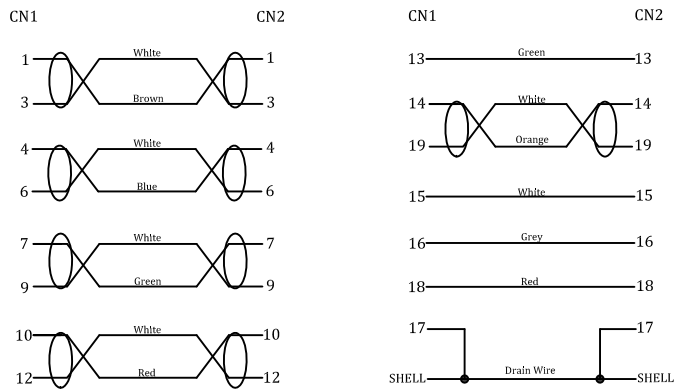 CN1 CN2
1 White 1
3 Brown 3
4 White 4
6 Blue 6
7 White 7
9 Green 9
10 White 10
12 Red 12
CN1 CN2
13 Green 13
14 White 14
19 Orange 19
15 White 15
16 Grey 16
18 Red 18
17 17
SHELL Drain Wire SHELL